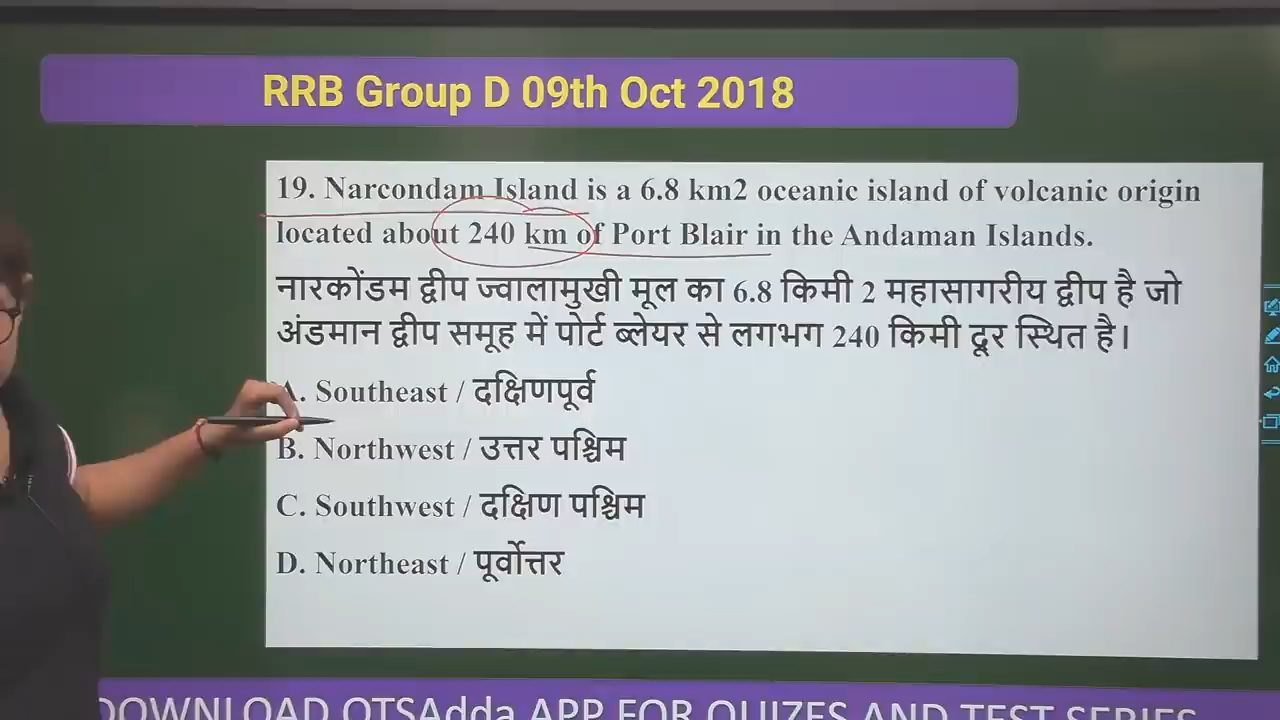 RRB Group D 09th Oct 2018
19. Narcondam Island is a 6.8 km2 oceanic island of volcanic origin
located about 240 km of Port Blair in the Andaman Islands.
नारकोंडम द्वीप ज्वालामुखी मूल का 6.8 किमी 2 महासागरीय द्वीप है जो
अंडमान द्वीप समूह में पोर्ट ब्लेयर से लगभग 240 किमी दूर स्थित है।
A. Southeast / दक्षिणपूर्व
B. Northwest / उत्तर पश्चिम
C. Southwest / दक्षिण पश्चिम
D. Northeast / पूर्वोत्तर
DOWNLOAD OTSAdda APP FOR QUIZES AND TEST SERIES